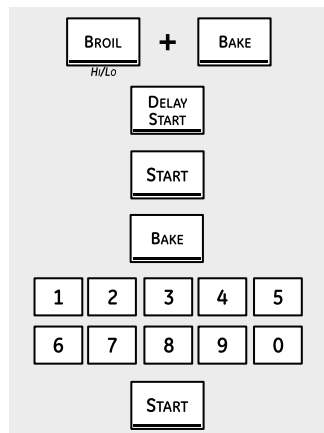 BROIL + BAKE
HI/LO
DELAY
START
START
BAKE
1 2 3 4 5
6 7 8 9 0
START